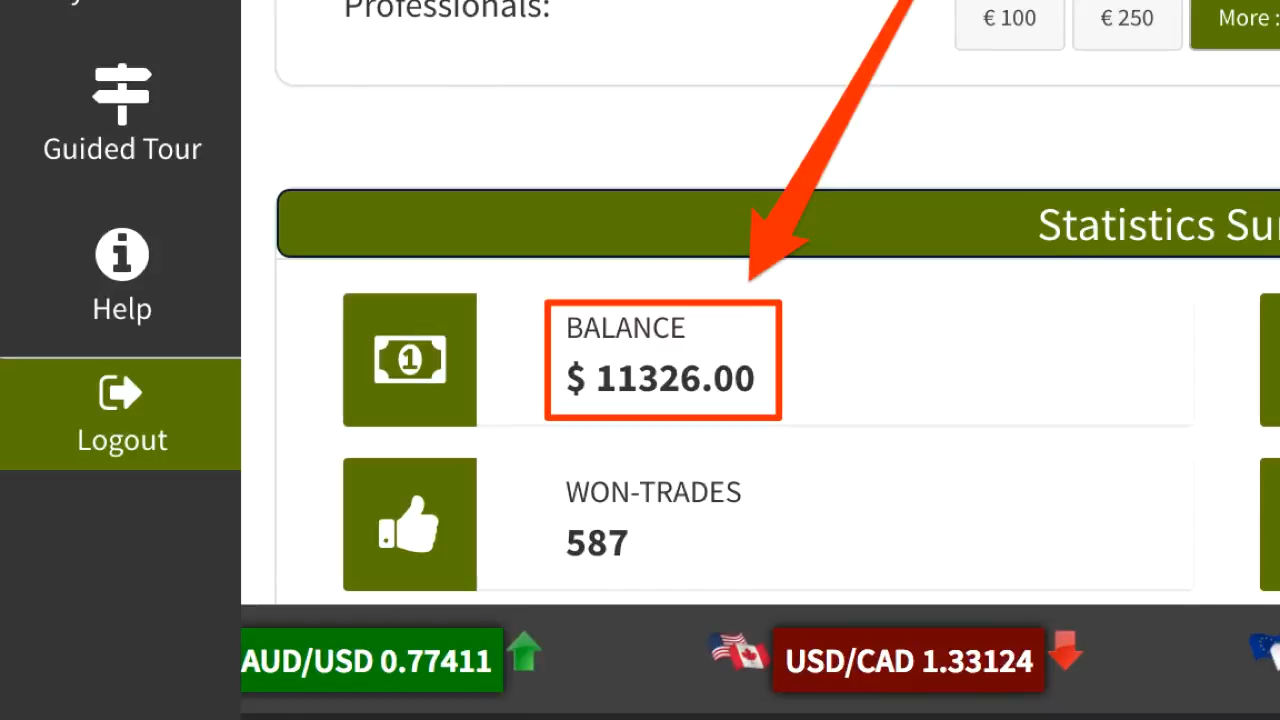 Professionals:
€ 100
€ 250
More :
Guided Tour
Statistics
Help
BALANCE
$ 11326.00
Logout
WON-TRADES
587
AUD/USD 0.77411
USD/CAD 1.33124